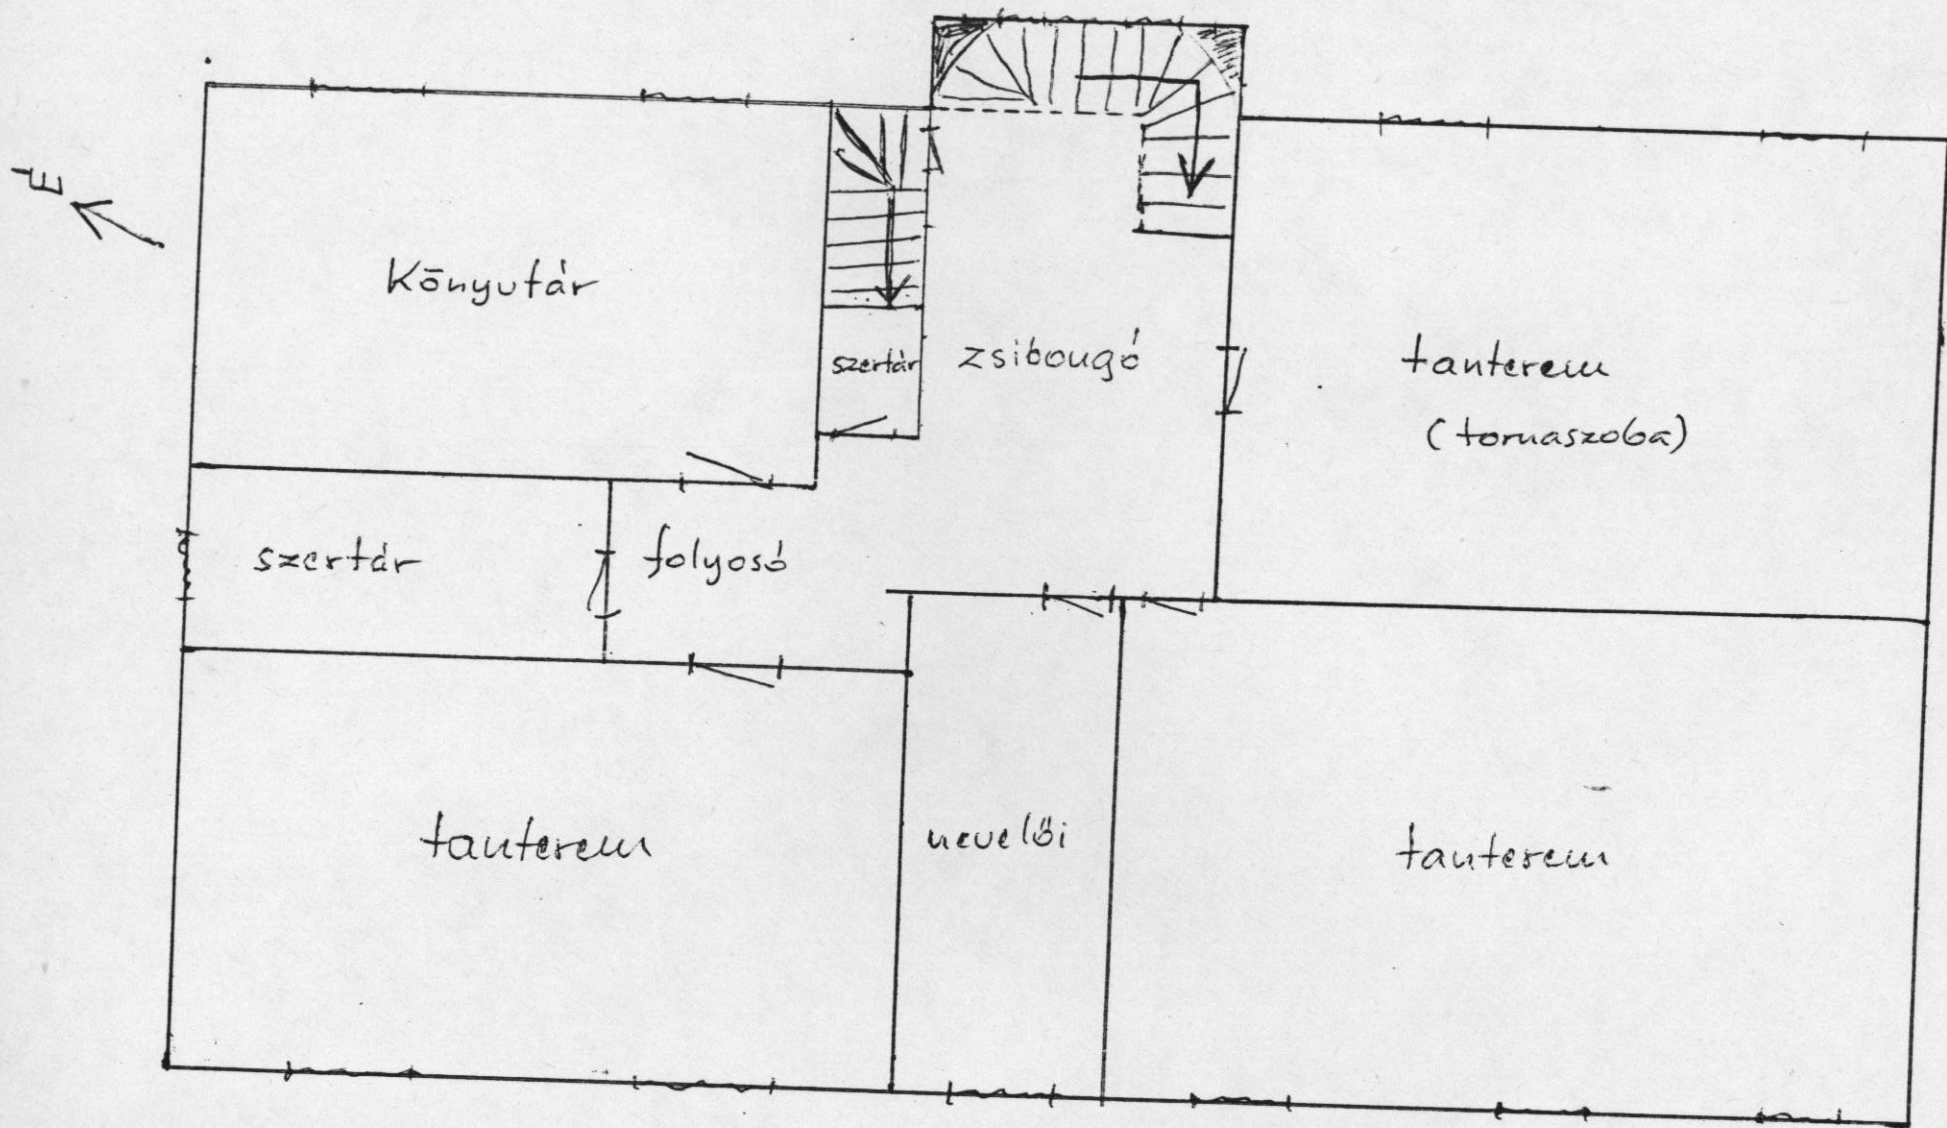 É
Könyvtár
szertár
zsibongó
tanterem
(tornaszoba)
szertár
folyosó
tanterem
nevelői
tanterem